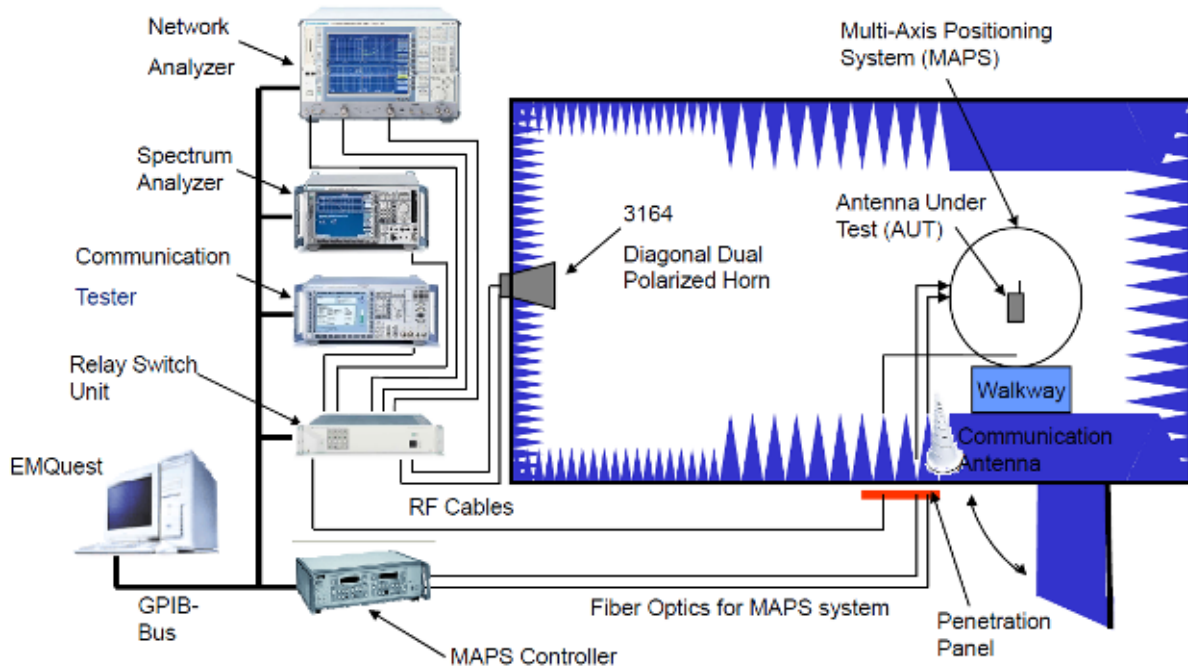 Network
Analyzer
Multi-Axis Positioning
System (MAPS)
Spectrum
Analyzer
3164
Diagonal Dual
Polarized Horn
Antenna Under
Test (AUT)
Communication
Tester
Relay Switch
Unit
Walkway
Communication
Antenna
EMQuest
RF Cables
GPIB-
Bus
Fiber Optics for MAPS system
Penetration
Panel
MAPS Controller